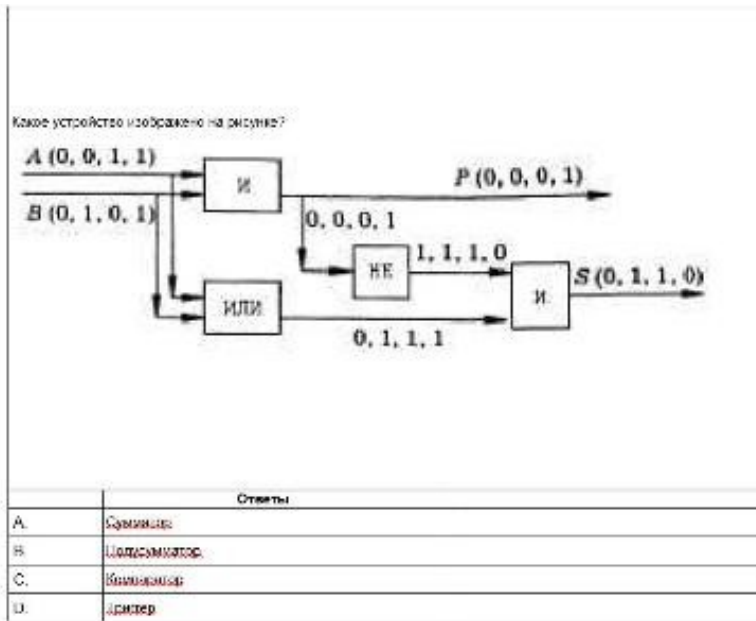 Какое устройство изображено на рисунке?
A (0, 0, 1, 1)
И
P (0, 0, 0, 1)
B (0, 1, 0, 1)
0, 0, 0, 1
1, 1, 1, 0
НЕ
S (0, 1, 1, 0)
И
ИЛИ
0, 1, 1, 1
Ответы
A. Сумматор
B. Полусумматор
C. Компаратор
D. Триггер